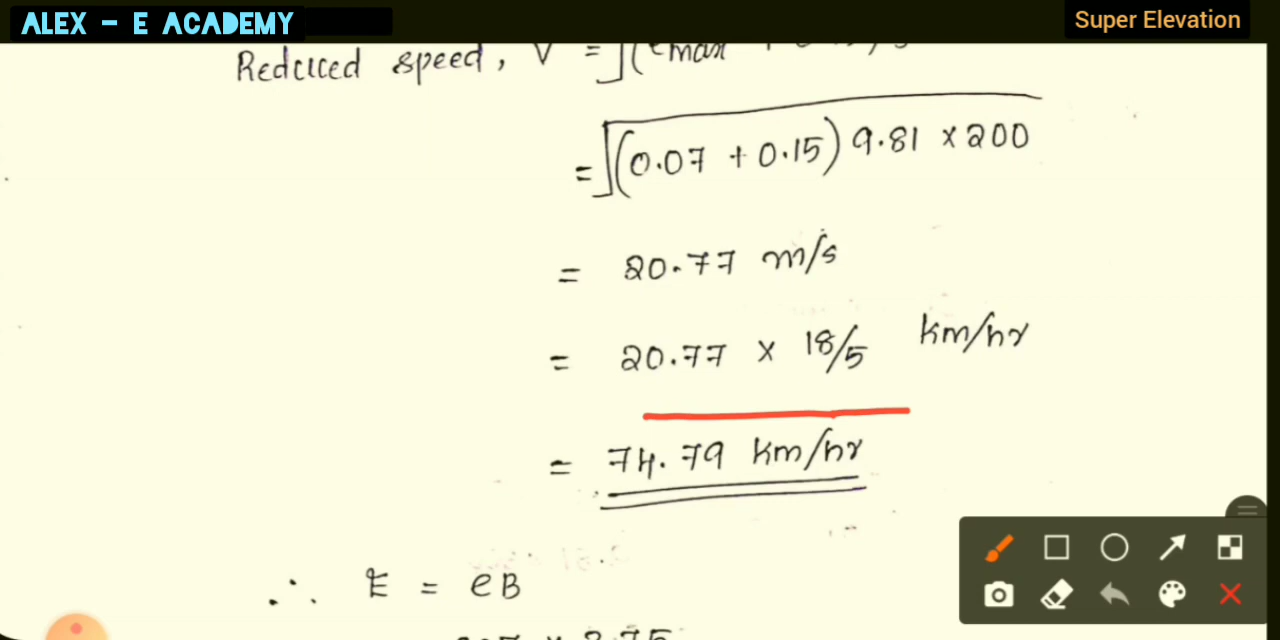 ALEX - E ACADEMY
Super Elevation
Reduced speed, V =
= √(0.07 + 0.15) 9.81 × 200
= 20.77 m/s
= 20.77 × 18/5 km/hr
= 74.79 km/hr
∴ E = eB